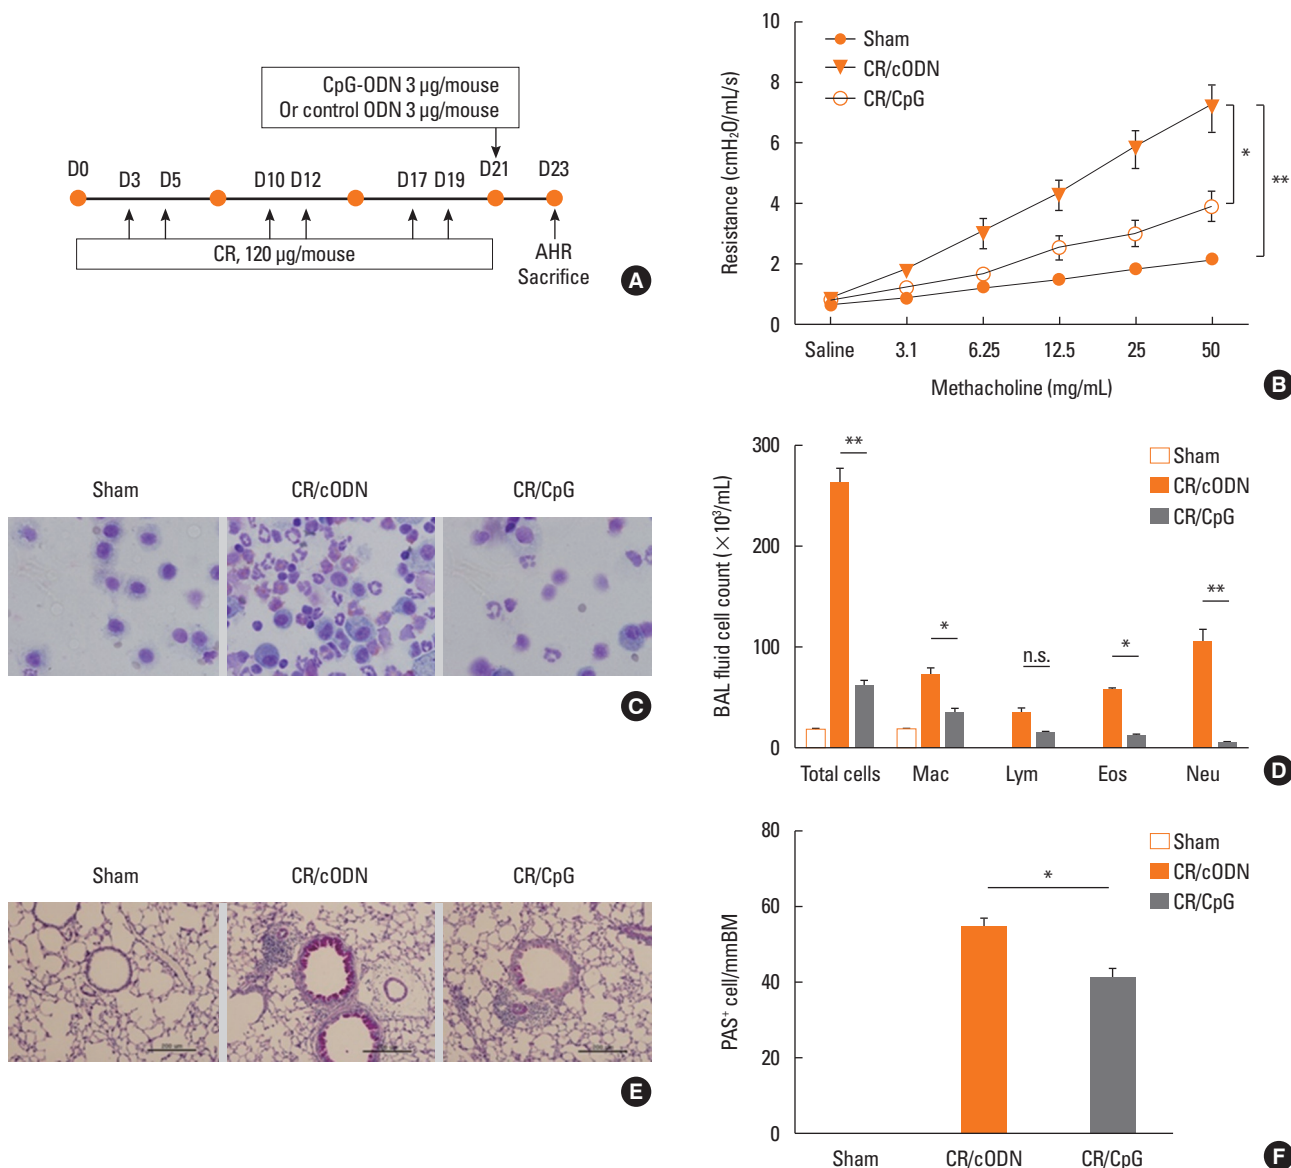 CpG-ODN 3 µg/mouse
Or control ODN 3 µg/mouse
D0
D3
D5
D10
D12
D17
D19
D21
D23
CR, 120 µg/mouse
AHR
Sacrifice
A
10
8
6
4
2
0
Resistance (cmH₂O/mL/s)
Sham
CR/cODN
CR/CpG
*
**
Saline
3.1
6.25
12.5
25
50
Methacholine (mg/mL)
B
Sham
CR/cODN
CR/CpG
C
300
200
100
0
BAL fluid cell count (×10³/mL)
Sham
CR/cODN
CR/CpG
**
*
n.s.
*
**
Total cells
Mac
Lym
Eos
Neu
D
Sham
CR/cODN
CR/CpG
E
80
60
40
20
0
PAS⁺ cell/mmBM
Sham
CR/cODN
CR/CpG
*
Sham
CR/cODN
CR/CpG
F